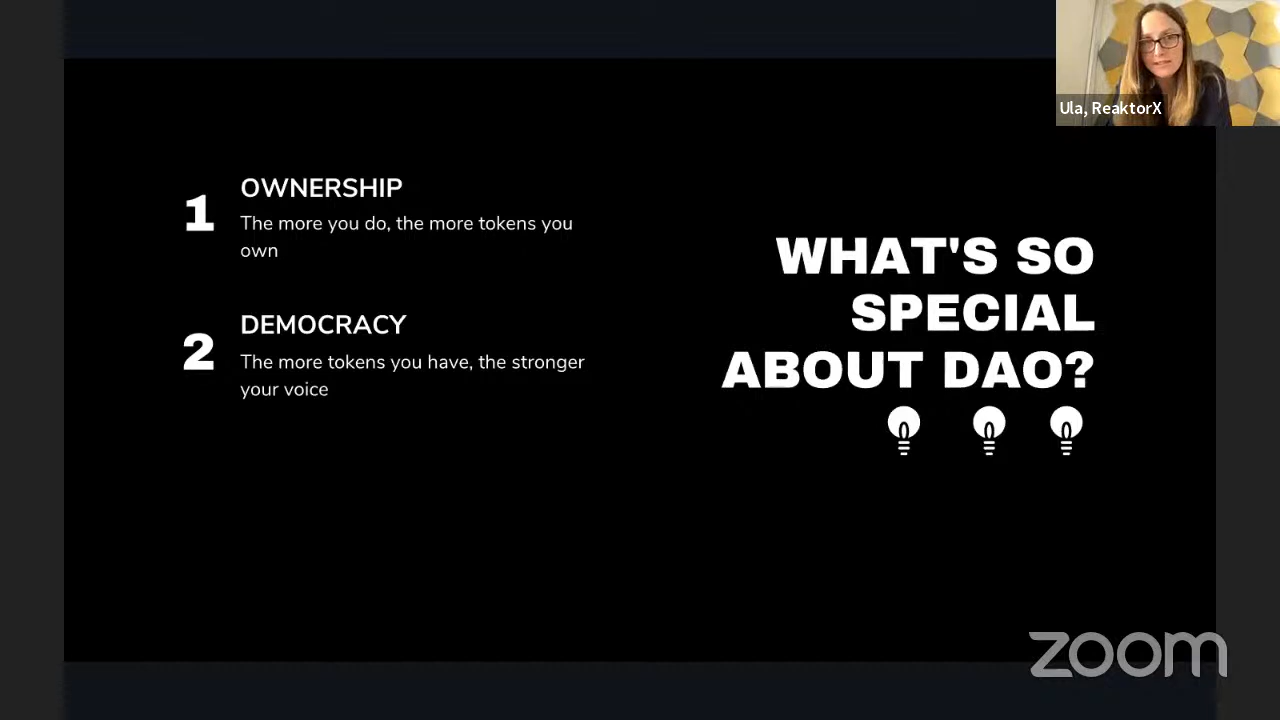 Ula, ReaktorX
1
OWNERSHIP
The more you do, the more tokens you
own
2
DEMOCRACY
The more tokens you have, the stronger
your voice
WHAT'S SO
SPECIAL
ABOUT DAO?
zoom